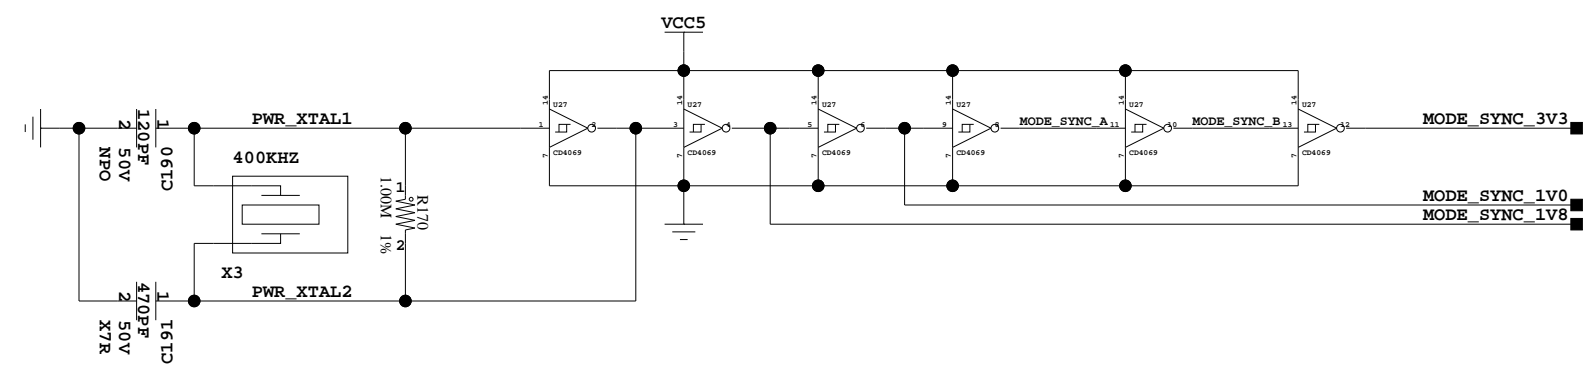 VCC5
14 U27 14 U27 14 U27 14 U27 14 U27 14 U27
PWR_XTAL1
1 2 3 4 5 6 9 8 MODE_SYNC_A 11 10 MODE_SYNC_B 13 12 MODE_SYNC_3V3
7 CD4069 7 CD4069 7 CD4069 7 CD4069 7 CD4069 7 CD4069
2 120PF 1
NPO 50V C190
400KHZ
X3
1
1.00M 1% R170
2
MODE_SYNC_1V0
MODE_SYNC_1V8
PWR_XTAL2
2 470PF 1
X7R 50V C191